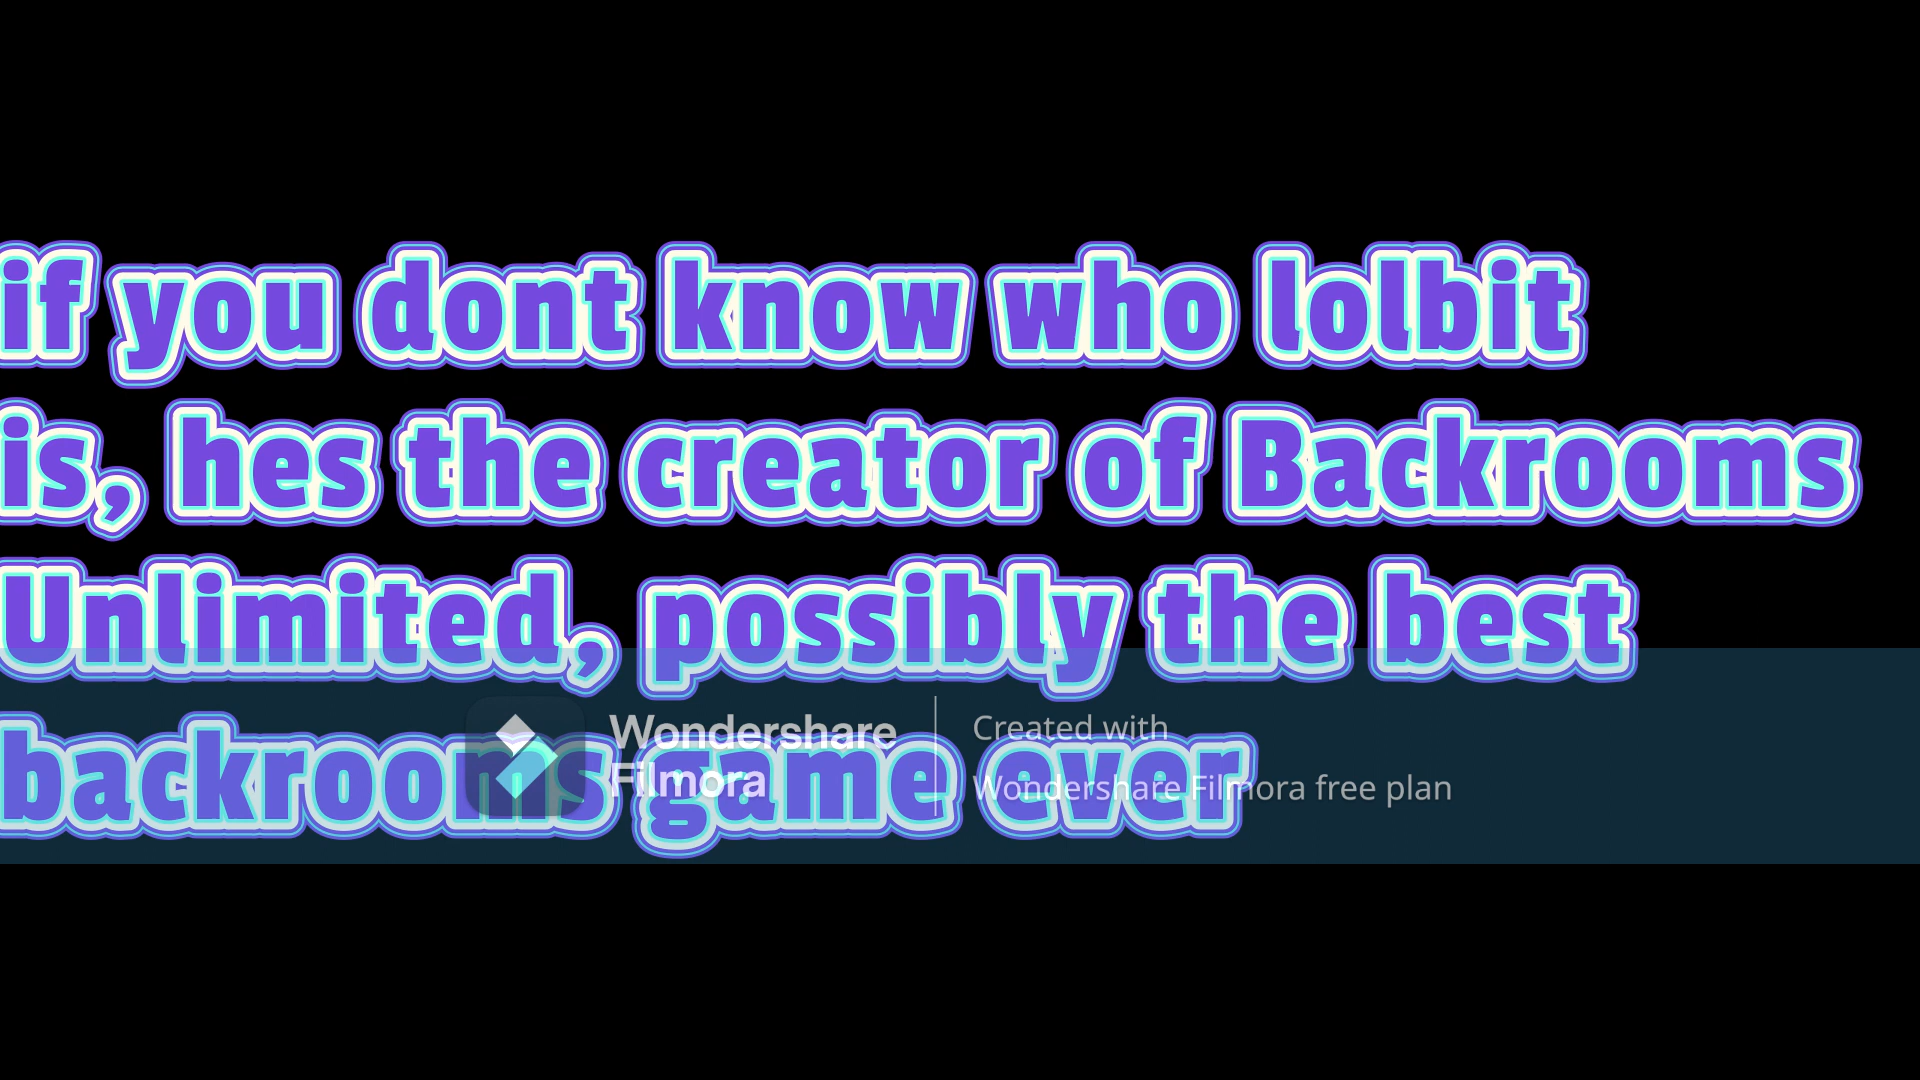 if you dont know who lolbit
is, hes the creator of Backrooms
Unlimited, possibly the best
backrooms game ever
Wondershare
Filmora
Created with
Wondershare Filmora free plan